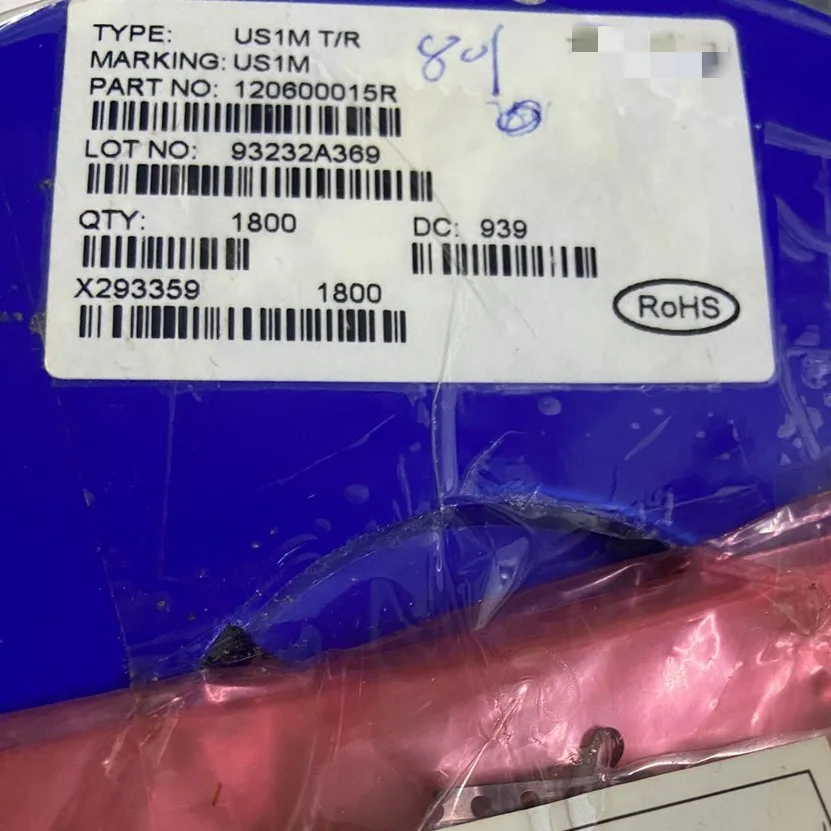 TYPE: US1M T/R
MARKING: US1M
PART NO: 120600015R
LOT NO: 93232A369
QTY: 1800 DC: 939
X293359 1800
RoHS